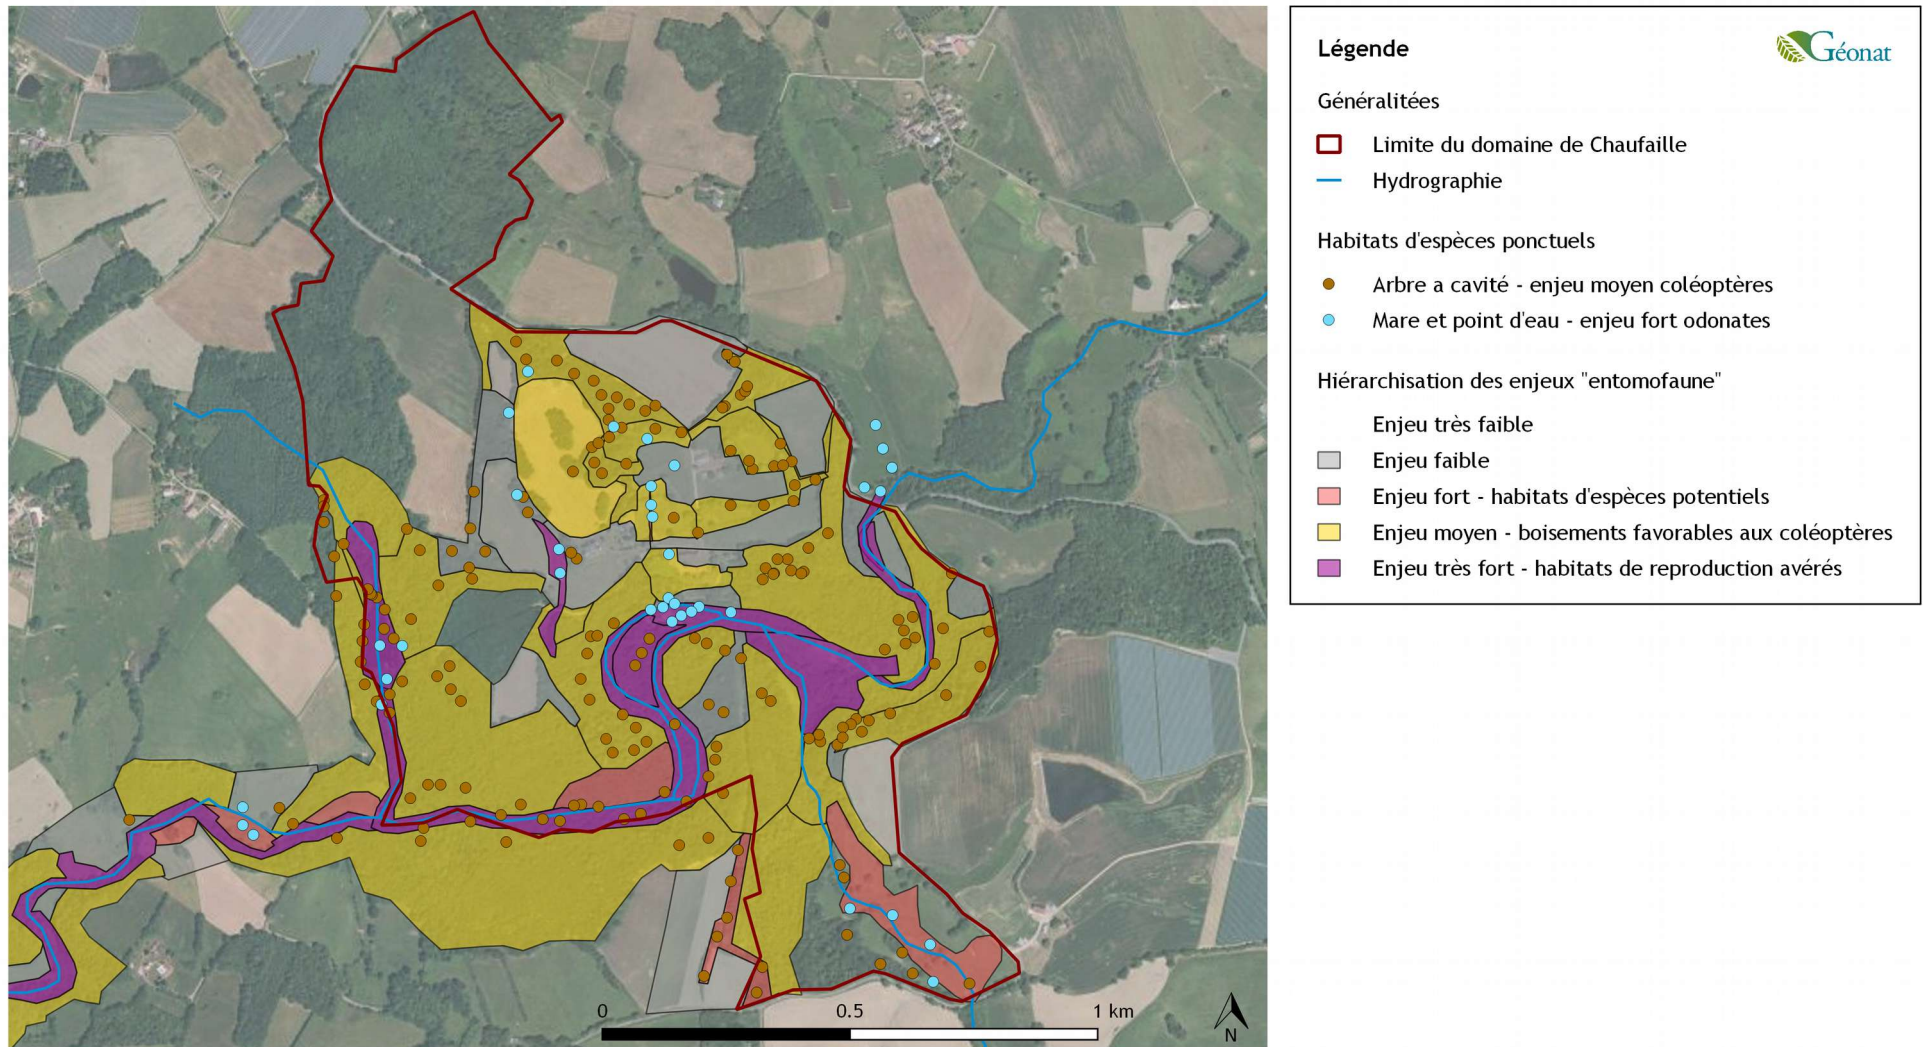 Légende
Géonat
Généralitées
Limite du domaine de Chaufaille
Hydrographie
Habitats d'espèces ponctuels
Arbre a cavité - enjeu moyen coléoptères
Mare et point d'eau - enjeu fort odonates
Hiérarchisation des enjeux "entomofaune"
Enjeu très faible
Enjeu faible
Enjeu fort - habitats d'espèces potentiels
Enjeu moyen - boisements favorables aux coléoptères
Enjeu très fort - habitats de reproduction avérés
0 0.5 1 km
N